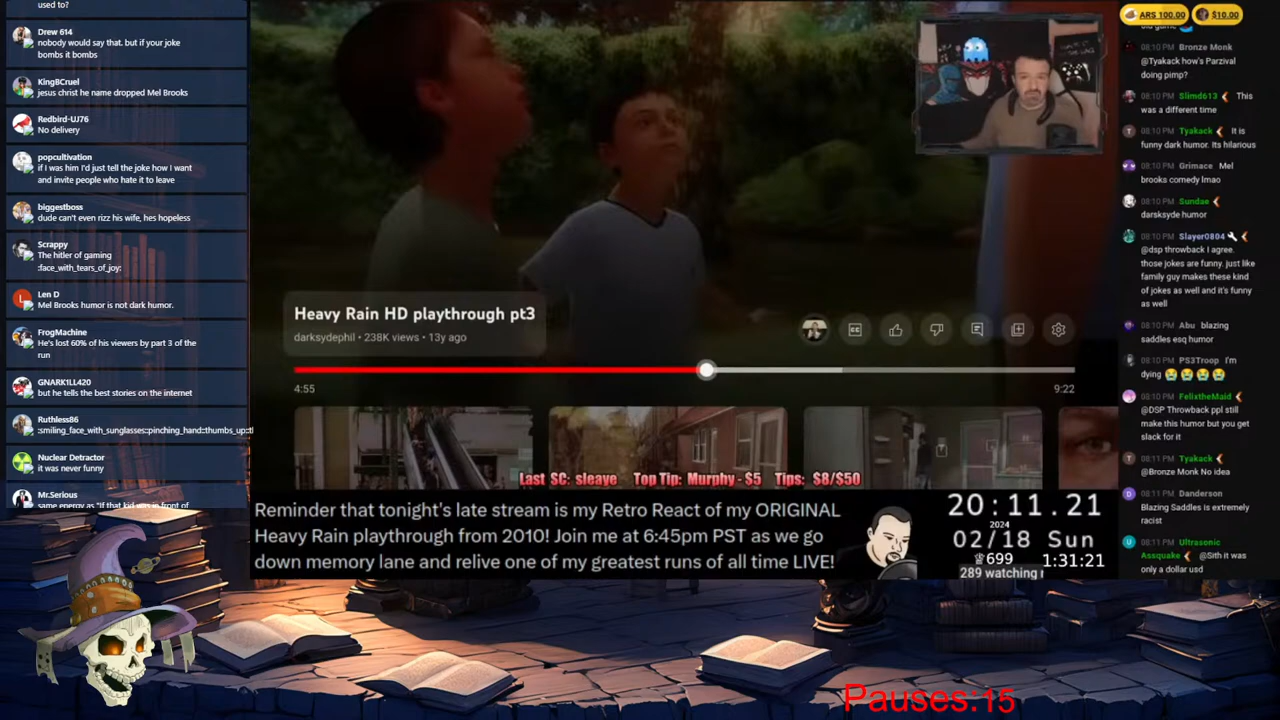 used to?
Drew 614
nobody would say that. but if your joke
bombs it bombs
KingBCruel
jesus christ he name dropped Mel Brooks
Redbird-UJ76
No delivery
popcultivation
if I was him I'd just tell the joke how I want
and invite people who hate it to leave
biggestboss
dude can't even rizz his wife, hes hopeless
Scrappy
The hitler of gaming
:face_with_tears_of_joy:
Len D
Mel Brooks humor is not dark humor.
FrogMachine
He's lost 60% of his viewers by part 3 of the
run
GNARK1LL420
but he tells the best stories on the internet
Ruthless86
:smiling_face_with_sunglasses::pinching_hand::thumbs_up::tl
Nuclear Detractor
it was never funny
Mr.Serious
same energy as "If that kid was in front of
Heavy Rain HD playthrough pt3
darksydephil • 238K views • 13y ago
CC
4:55
9:22
Last SC: sleaye Top Tip: Murphy - $5 Tips: $8/$50
Reminder that tonight's late stream is my Retro React of my ORIGINAL
Heavy Rain playthrough from 2010! Join me at 6:45pm PST as we go
down memory lane and relive one of my greatest runs of all time LIVE!
20:11.21
2024
02/18 Sun
699
1:31:21
289 watching
ARS 100.00
$10.00
old game
08:10 PM Bronze Monk
@Tyakack how's Parzival
doing pimp?
08:10 PM Slimd613 This
was a different time
08:10 PM Tyakack It is
funny dark humor. Its hilarious
08:10 PM Grimace Mel
brooks comedy lmao
08:10 PM Sundae
darsksyde humor
08:10 PM Slayer0804
@dsp throwback I agree.
those jokes are funny. just like
family guy makes these kind
of jokes as well and it's funny
as well
08:10 PM Abu blazing
saddles esq humor
08:10 PM PS3Troop I'm
dying
08:10 PM FelixtheMaid
@DSP Throwback ppl still
make this humor but you get
slack for it
08:11 PM Tyakack
@Bronze Monk No idea
08:11 PM Danderson
Blazing Saddles is extremely
racist
08:11 PM Ultrasonic
Assquake @Sith it was
only a dollar usd
Pauses:15